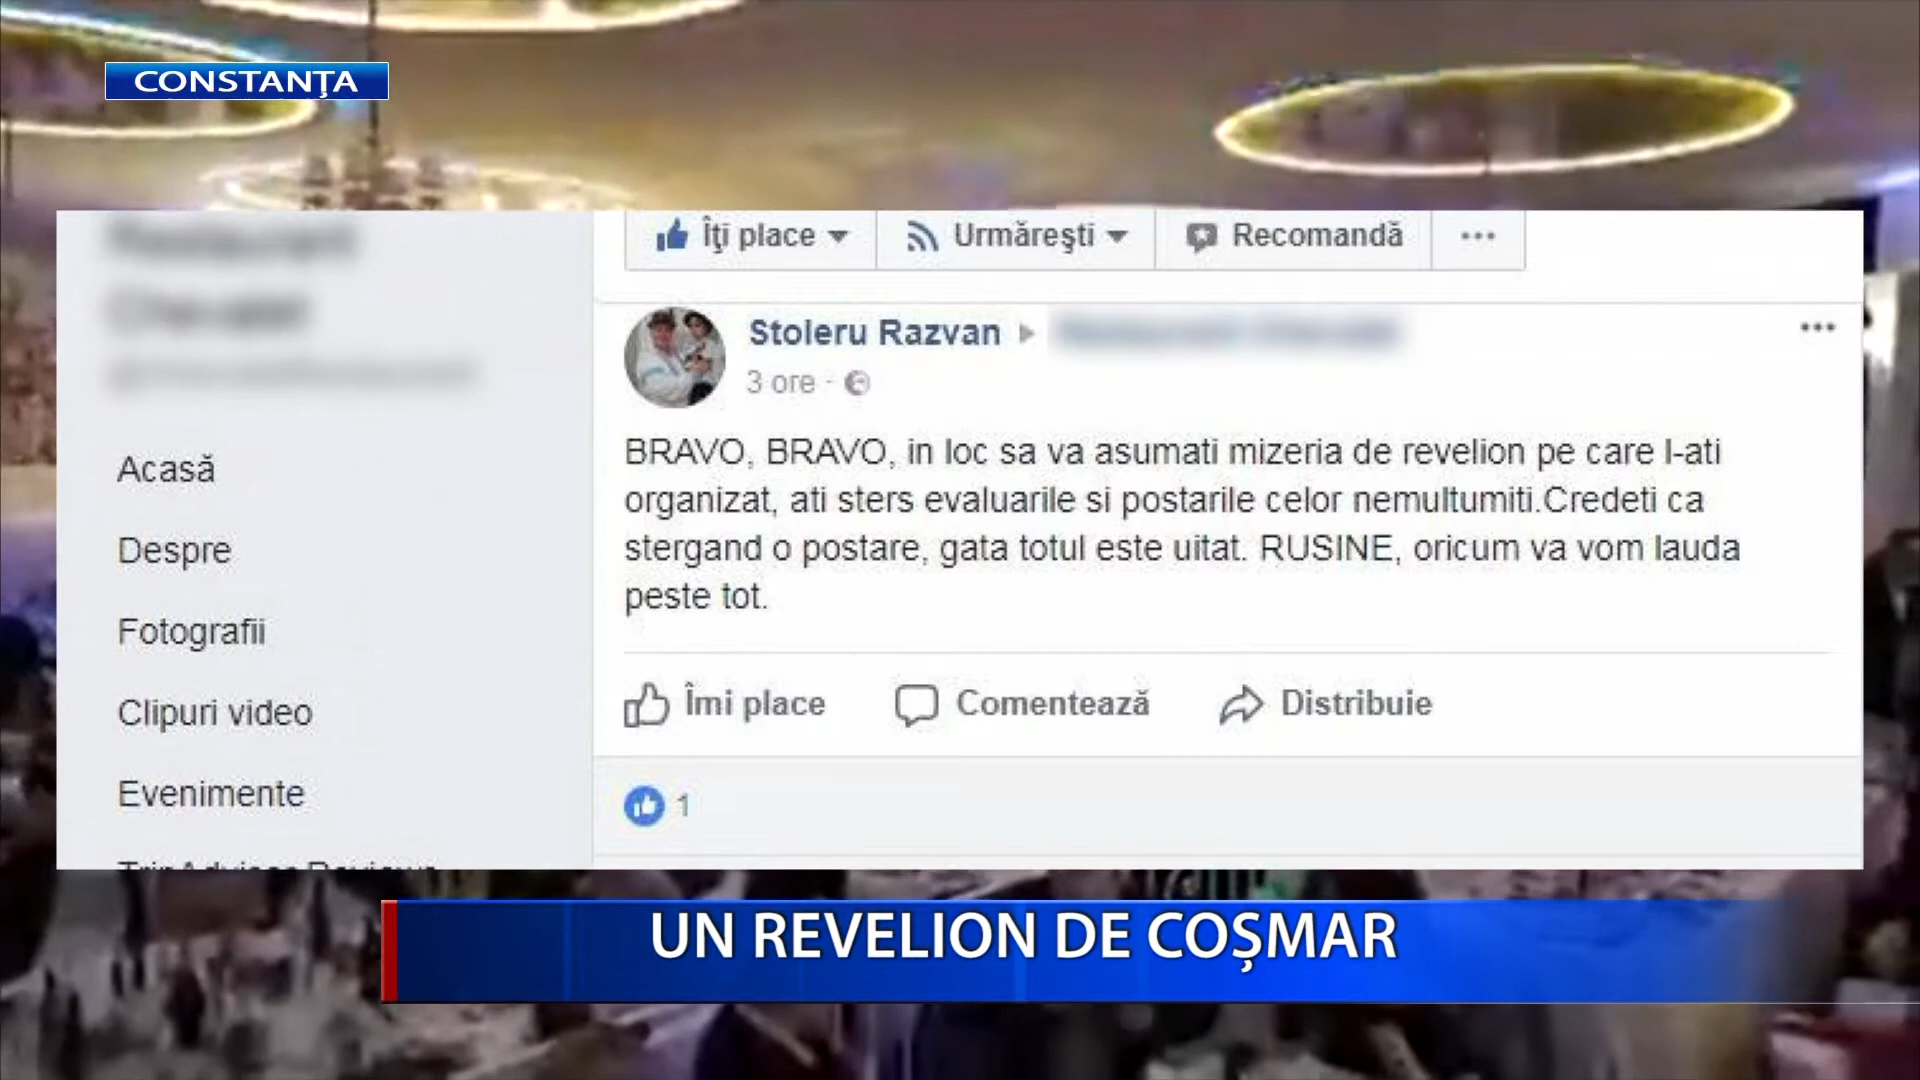 CONSTANȚA
Îţi place
Urmăreşti
Recomandă
Stoleru Razvan
3 ore
BRAVO, BRAVO, in loc sa va asumati mizeria de revelion pe care l-ati
organizat, ati sters evaluarile si postarile celor nemultumiti.Credeti ca
stergand o postare, gata totul este uitat. RUSINE, oricum va vom lauda
peste tot.
Îmi place
Comentează
Distribuie
1
Acasă
Despre
Fotografii
Clipuri video
Evenimente
UN REVELION DE COȘMAR